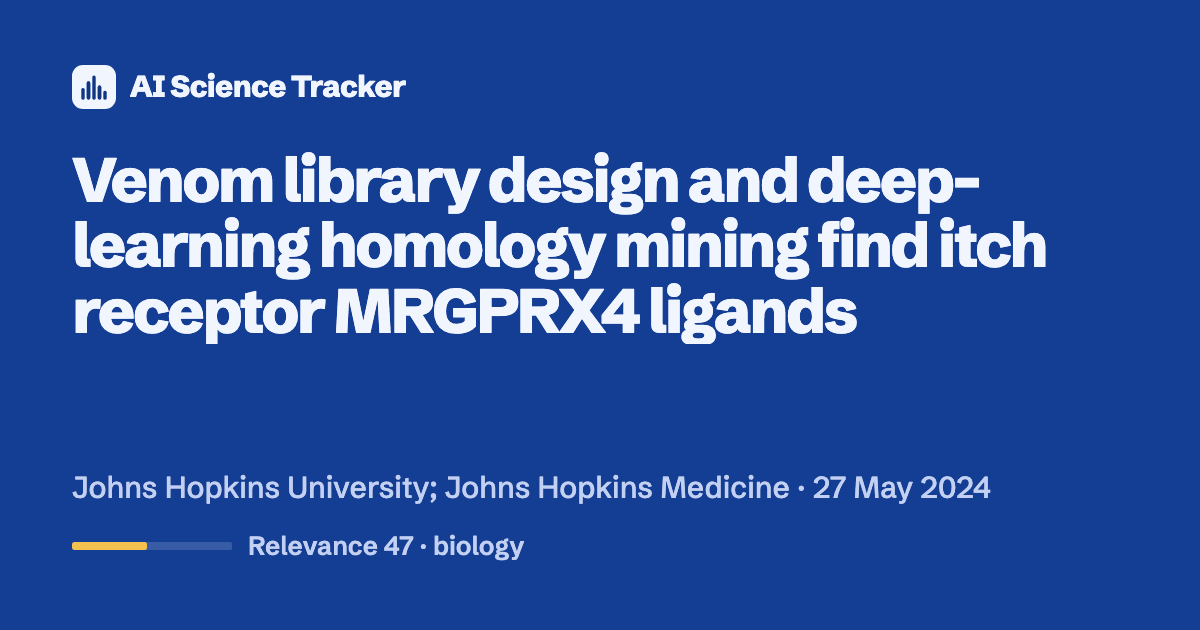 AI Science Tracker
Venom library design and deep-
learning homology mining find itch
receptor MRGPRX4 ligands
Johns Hopkins University; Johns Hopkins Medicine · 27 May 2024
Relevance 47 · biology